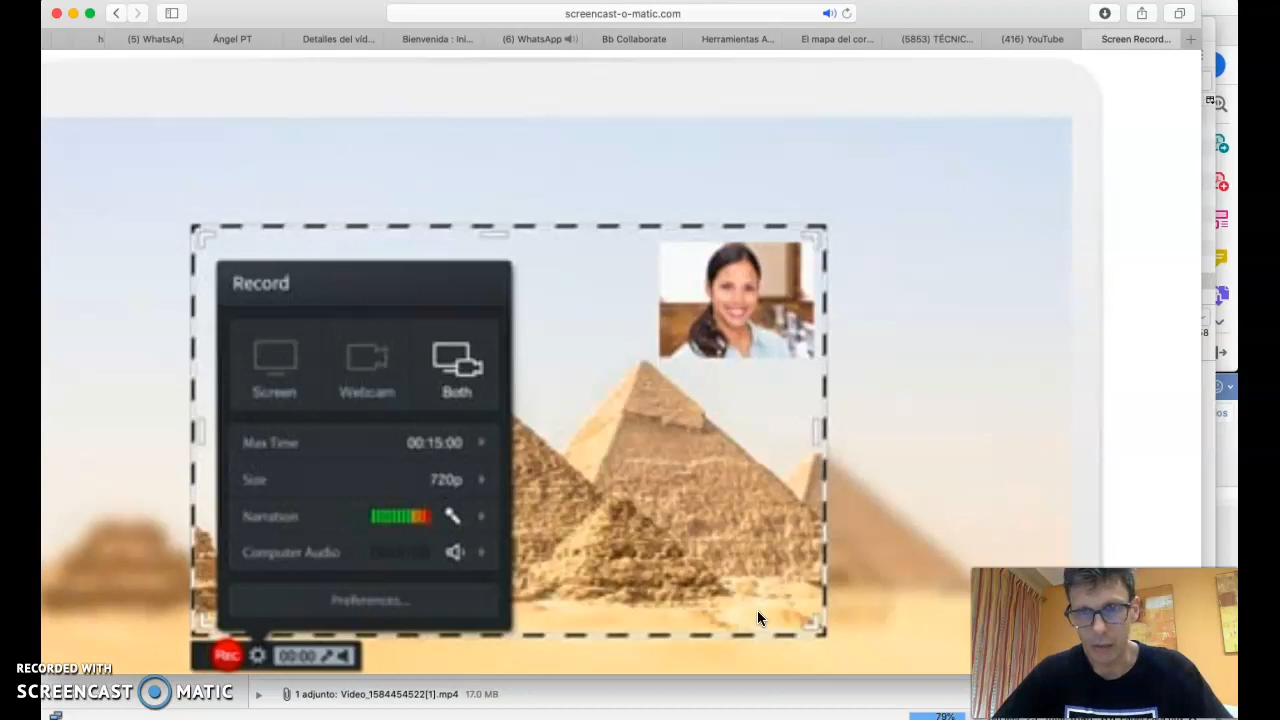 screencast-o-matic.com
h
(5) WhatsAp
Ángel PT
Detalles del víd...
Bienvenida : Ini...
(6) WhatsApp
Bb Collaborate
Herramientas A...
El mapa del cor...
(5853) TÉCNIC...
(416) YouTube
Screen Record...
Record
Screen
Webcam
Both
Max Time 00:15:00
Size 720p
Narration
Computer Audio
Preferences...
Rec 00:00
RECORDED WITH
SCREENCAST MATIC
1 adjunto: Video_1584454522[1].mp4 17.0 MB
79%
58
os